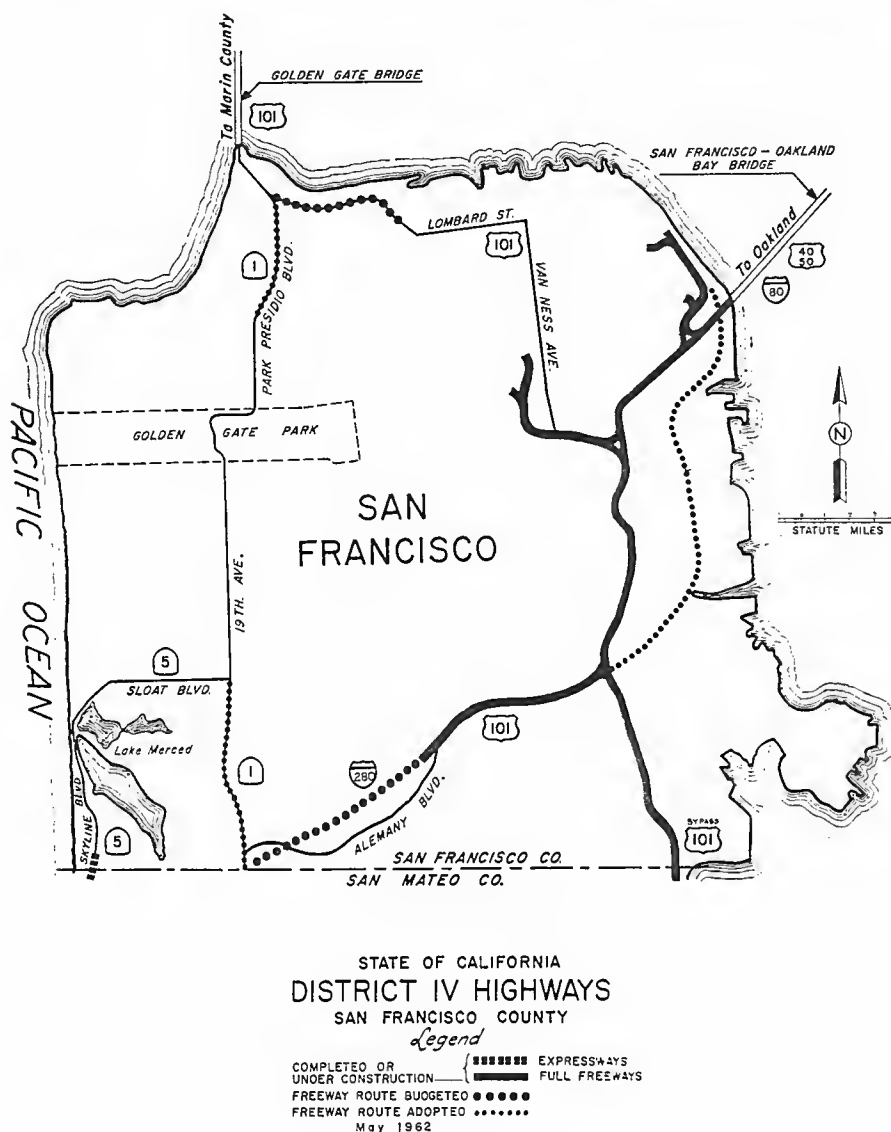 To Marin County
GOLDEN GATE BRIDGE
101
SAN FRANCISCO – OAKLAND
BAY BRIDGE
To Oakland
40
50
80
LOMBARD ST.
101
1
PARK PRESIDIO BLVD.
VAN NESS AVE.
GOLDEN GATE PARK
N
STATUTE MILES
PACIFIC OCEAN
SAN
FRANCISCO
19TH. AVE.
5
SLOAT BLVD.
Lake Merced
101
1
280
ALEMANY BLVD.
SKYLINE BLVD
5
BYPASS
101
SAN FRANCISCO CO.
SAN MATEO CO.
STATE OF CALIFORNIA
DISTRICT IV HIGHWAYS
SAN FRANCISCO COUNTY
Legend
COMPLETED OR
UNDER CONSTRUCTION
EXPRESSWAYS
FULL FREEWAYS
FREEWAY ROUTE BUDGETED
FREEWAY ROUTE ADOPTED
May 1962